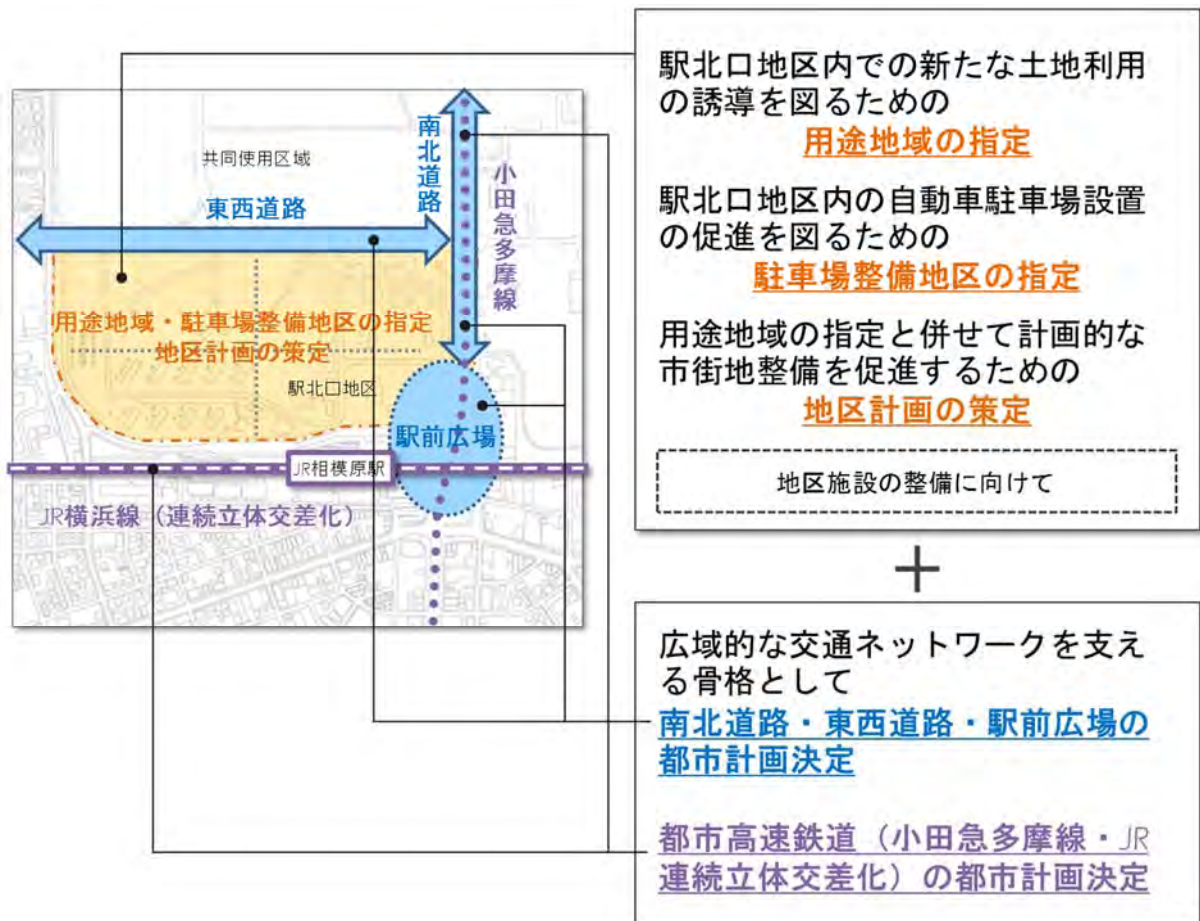 共同使用区域
東西道路
南北道路
小田急多摩線
用途地域・駐車場整備地区の指定
地区計画の策定
駅北口地区
駅前広場
JR相模原駅
JR横浜線（連続立体交差化）
駅北口地区内での新たな土地利用
の誘導を図るための
用途地域の指定
駅北口地区内の自動車駐車場設置
の促進を図るための
駐車場整備地区の指定
用途地域の指定と併せて計画的な
市街地整備を促進するための
地区計画の策定
地区施設の整備に向けて
＋
広域的な交通ネットワークを支え
る骨格として
南北道路・東西道路・駅前広場の
都市計画決定
都市高速鉄道（小田急多摩線・JR
連続立体交差化）の都市計画決定